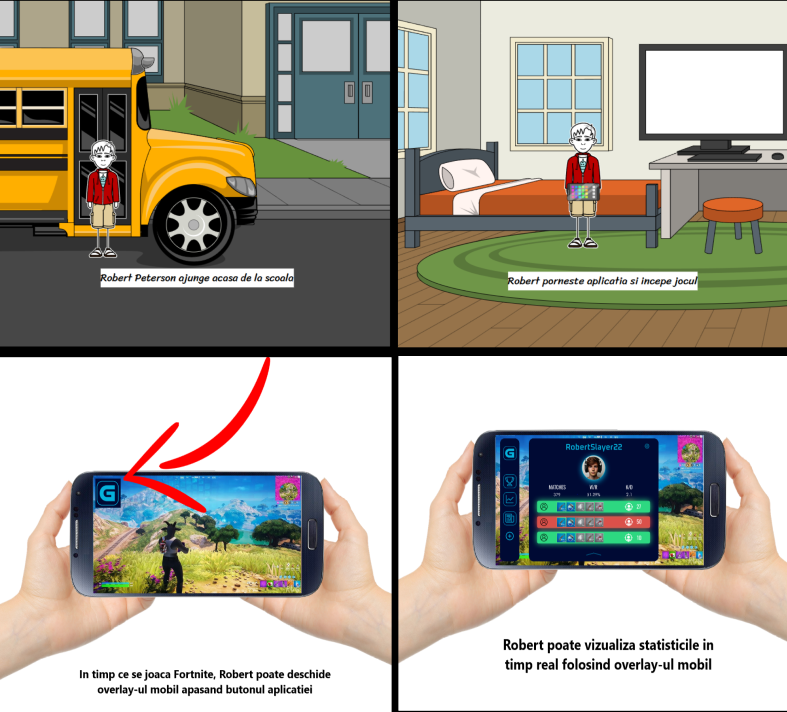 Robert Peterson ajunge acasa de la scoala
Robert porneste aplicatia si incepe jocul
G
In timp ce se joaca Fortnite, Robert poate deschide
overlay-ul mobil apasand butonul aplicatiei
G
RobertSlayer22
MATCHES
K/D
Robert poate vizualiza statisticile in
timp real folosind overlay-ul mobil